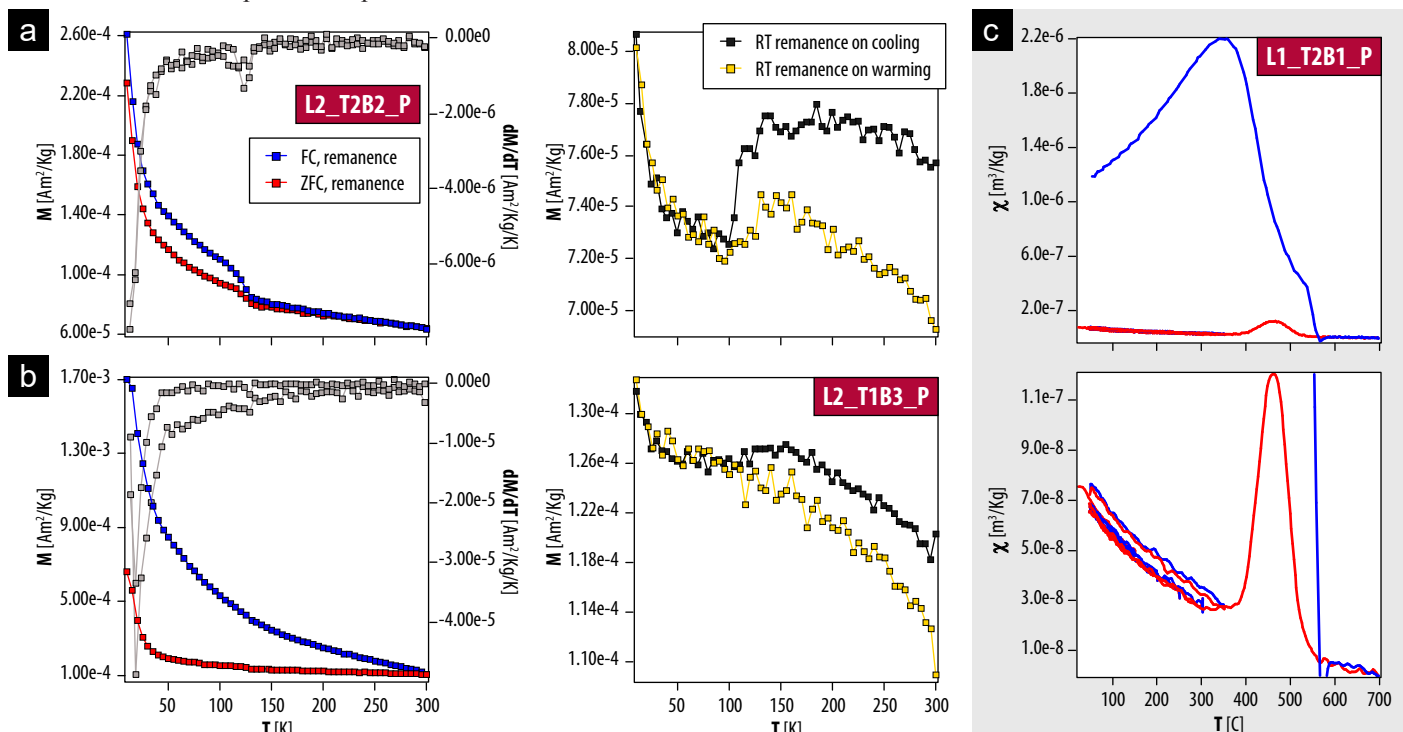 a
2.60e-4
2.20e-4
1.80e-4
1.40e-4
1.00e-4
6.00e-5
M [Am²/Kg]
L2_T2B2_P
FC, remanence
ZFC, remanence
0.00e0
-2.00e-6
-4.00e-6
-6.00e-6
dM/dT [Am²/Kg/K]
8.00e-5
7.80e-5
7.60e-5
7.40e-5
7.20e-5
7.00e-5
M [Am²/Kg]
RT remanence on cooling
RT remanence on warming
b
1.70e-3
1.30e-3
9.00e-4
5.00e-4
1.00e-4
M [Am²/Kg]
0.00e0
-1.00e-5
-2.00e-5
-3.00e-5
-4.00e-5
dM/dT [Am²/Kg/K]
50 100 150 200 250 300
T [K]
L2_T1B3_P
1.30e-4
1.26e-4
1.22e-4
1.18e-4
1.14e-4
1.10e-4
M [Am²/Kg]
50 100 150 200 250 300
T [K]
c
L1_T2B1_P
2.2e-6
1.8e-6
1.4e-6
1.0e-6
6.0e-7
2.0e-7
χ [m³/Kg]
1.1e-7
9.0e-8
7.0e-8
5.0e-8
3.0e-8
1.0e-8
χ [m³/Kg]
100 200 300 400 500 600 700
T [C]